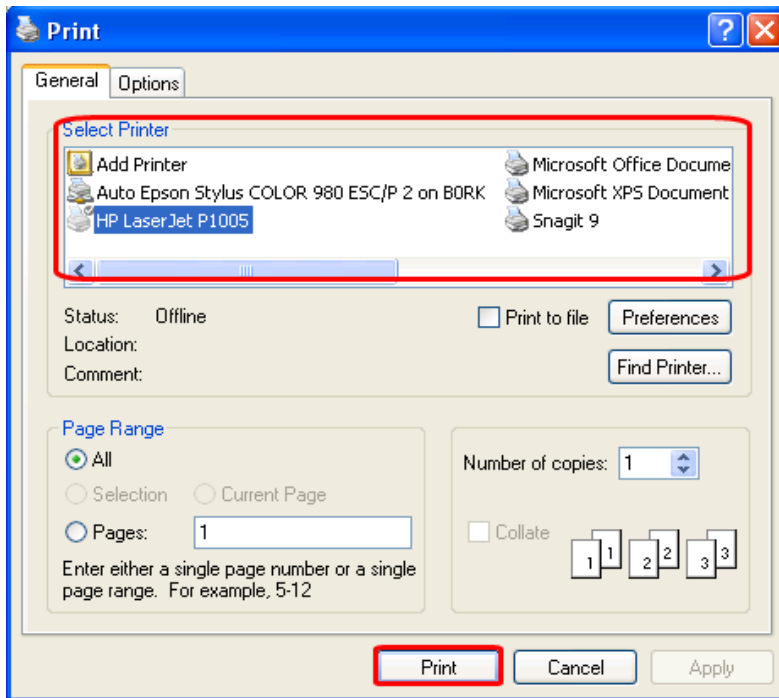 Print
General Options
Select Printer
Add Printer
Auto Epson Stylus COLOR 980 ESC/P 2 on B0RK
HP LaserJet P1005
Microsoft Office Docume
Microsoft XPS Document
Snagit 9
Status: Offline
Location:
Comment:
Print to file
Preferences
Find Printer...
Page Range
All
Selection Current Page
Pages: 1
Enter either a single page number or a single
page range. For example, 5-12
Number of copies: 1
Collate
1 1 2 2 3 3
Print Cancel Apply